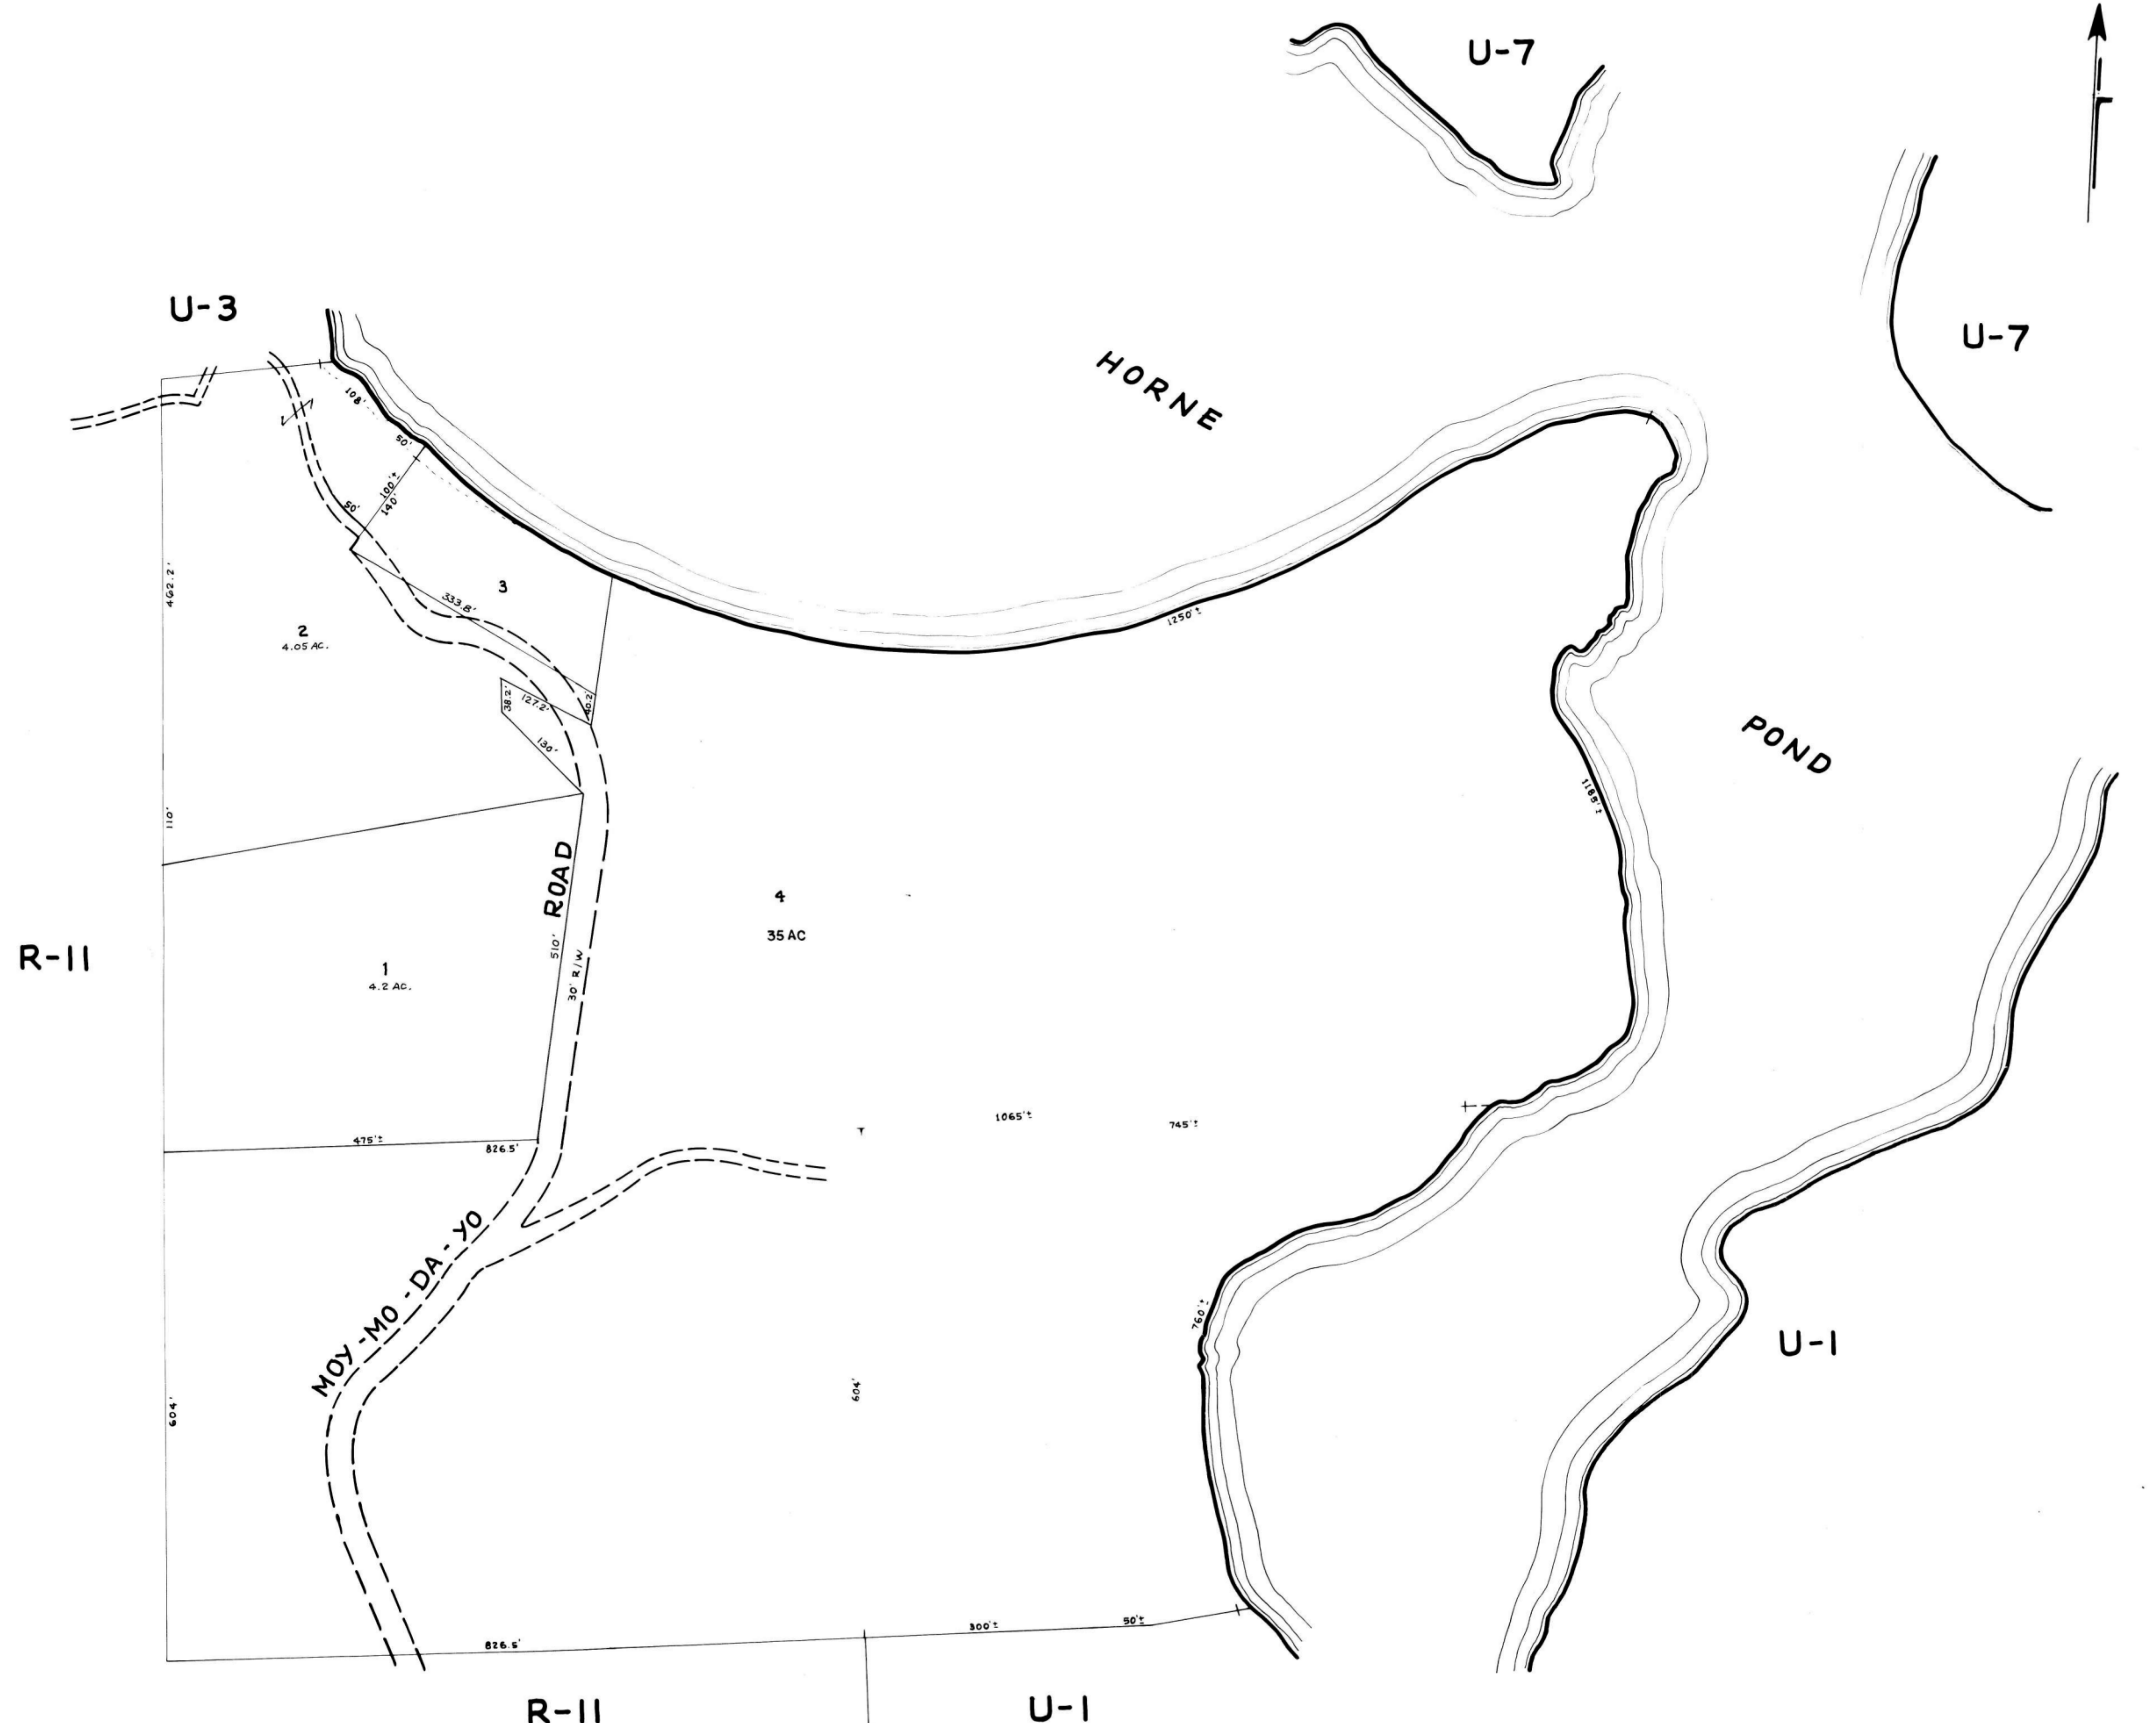 U-7
U-3
U-7
HORNE
108'
50'
100'±
140'
50'
462.2'
3
333.8'
1250'±
2
4.05 AC.
40.2'
38.2'
127.2'
130'
POND
1185'±
110'
ROAD
4
35 AC
R-11
510'
1
4.2 AC.
30' R/W
1065'±
745'±
475'±
826.5'
MOY-MO-DA-YO
760'±
U-1
604'
604'
300'±
50'±
826.5'
R-11
U-1